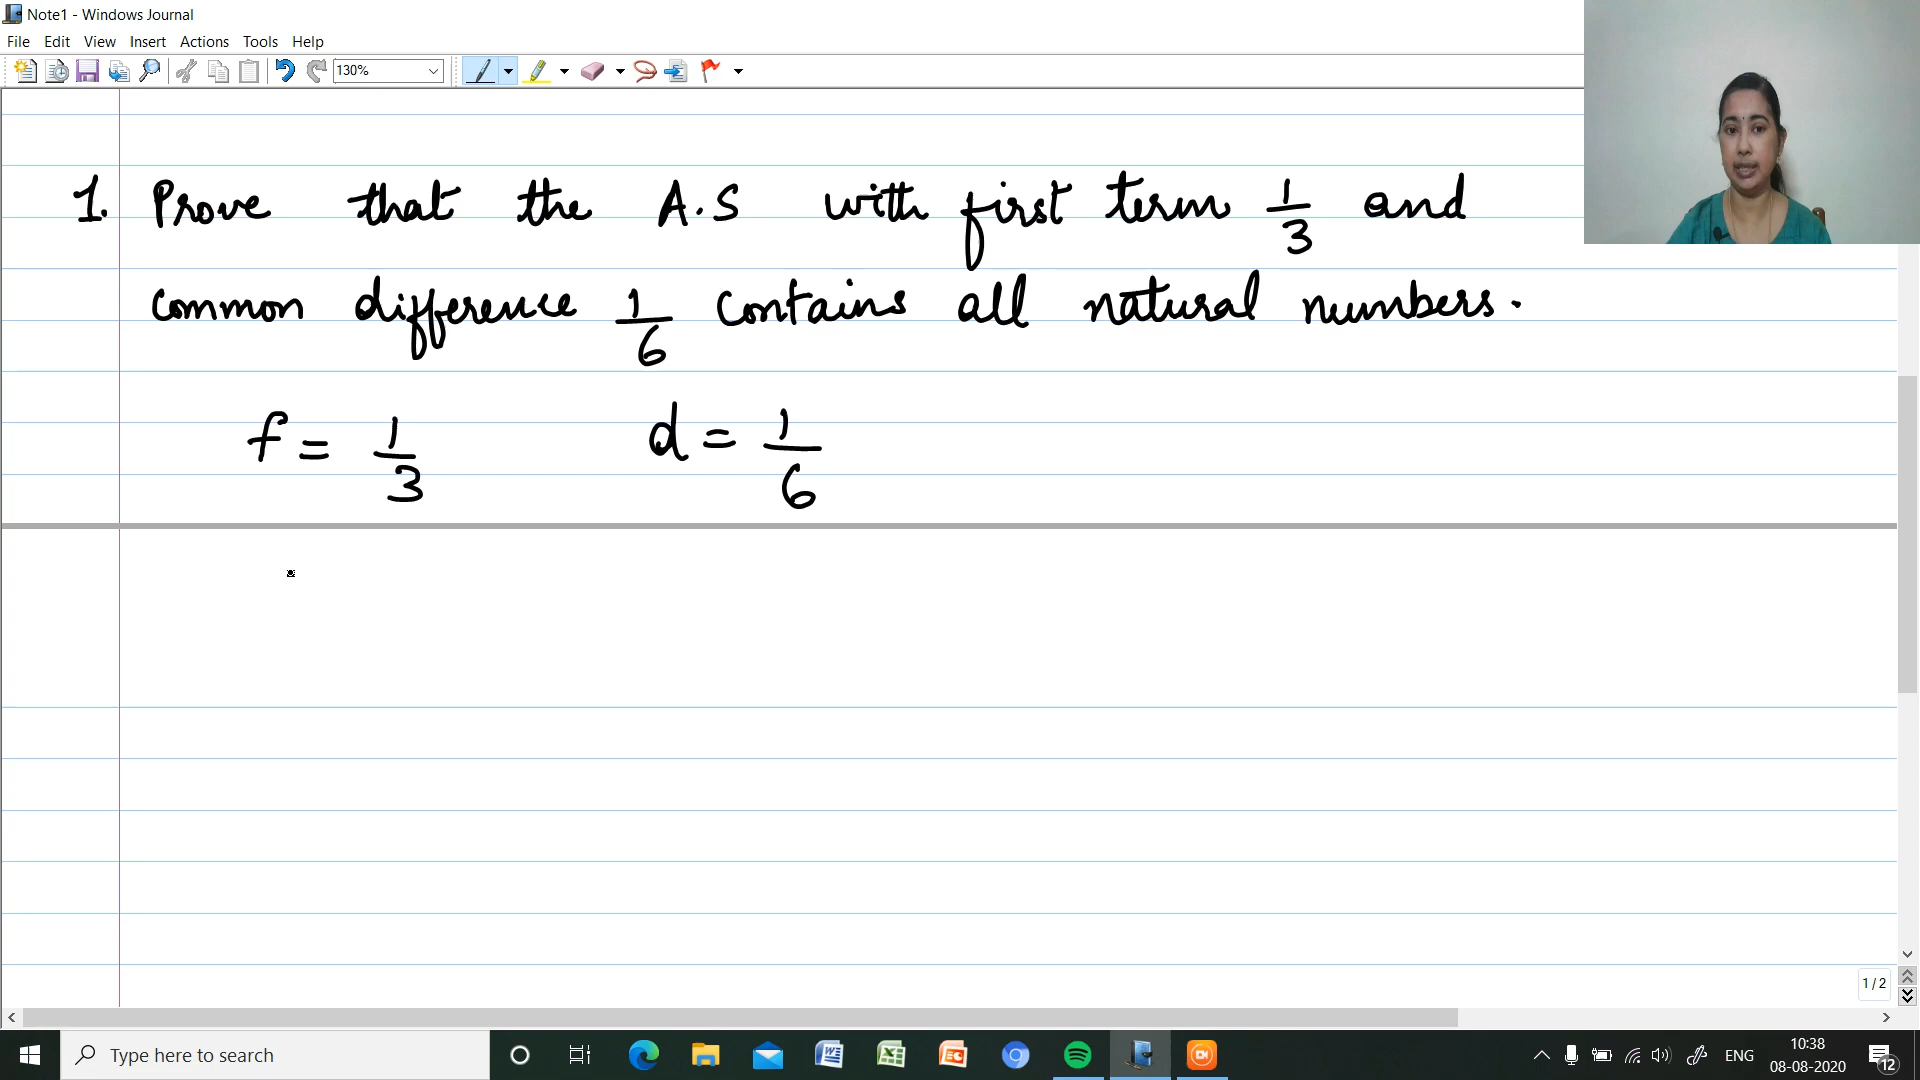 Note1 - Windows Journal
File Edit View Insert Actions Tools Help
130%
1. Prove that the A.S with first term 1/3 and
common difference 1/6 contains all natural numbers.
f = 1/3 d = 1/6
1 / 2
Type here to search
ENG
10:38
08-08-2020
12